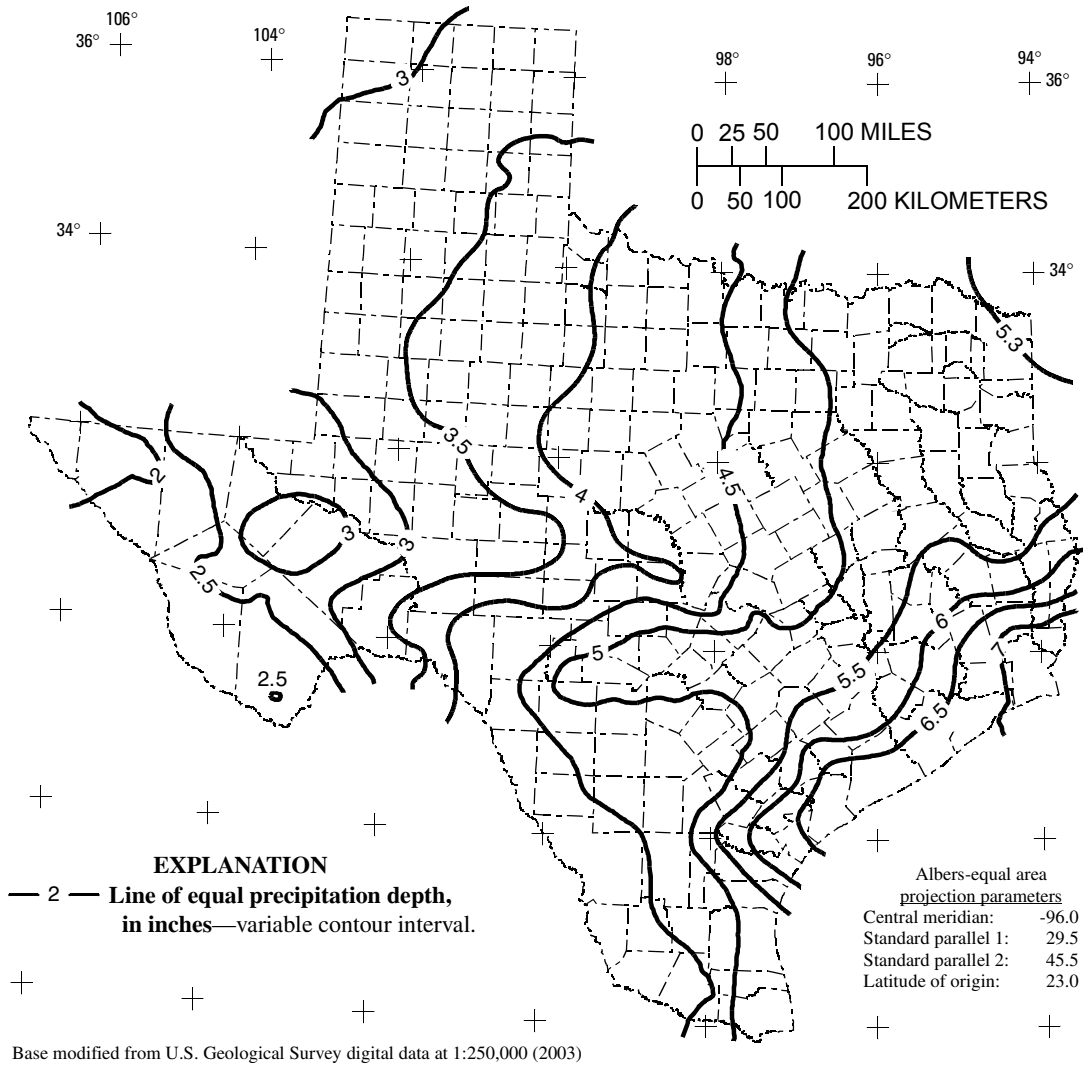 106°
36°
104°
98°
96°
94°
36°
3
0 25 50 100 MILES
0 50 100 200 KILOMETERS
34°
34°
5.3
3.5
2
4
4.5
3
3
2.5
6
5
7
5.5
2.5
6.5
EXPLANATION
2 Line of equal precipitation depth,
in inches—variable contour interval.
Albers-equal area
projection parameters
Central meridian: -96.0
Standard parallel 1: 29.5
Standard parallel 2: 45.5
Latitude of origin: 23.0
Base modified from U.S. Geological Survey digital data at 1:250,000 (2003)